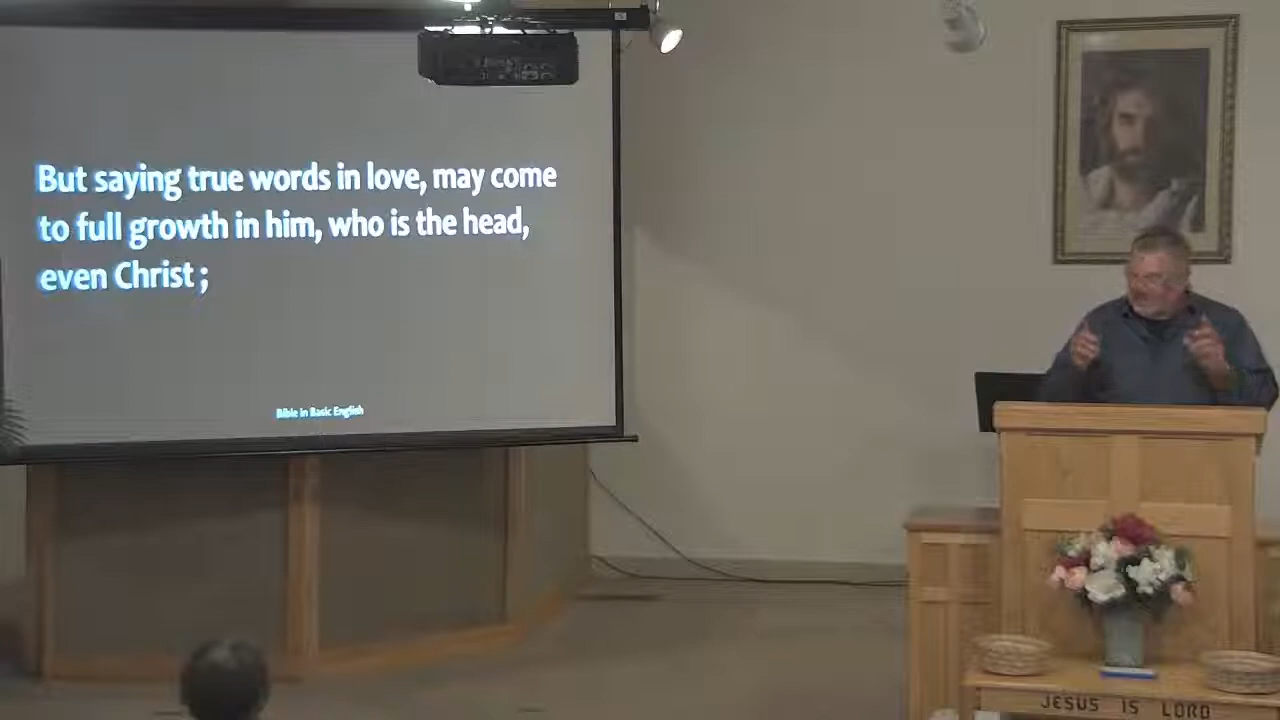 But saying true words in love, may come
to full growth in him, who is the head,
even Christ ;
Bible in Basic English
JESUS IS LORD